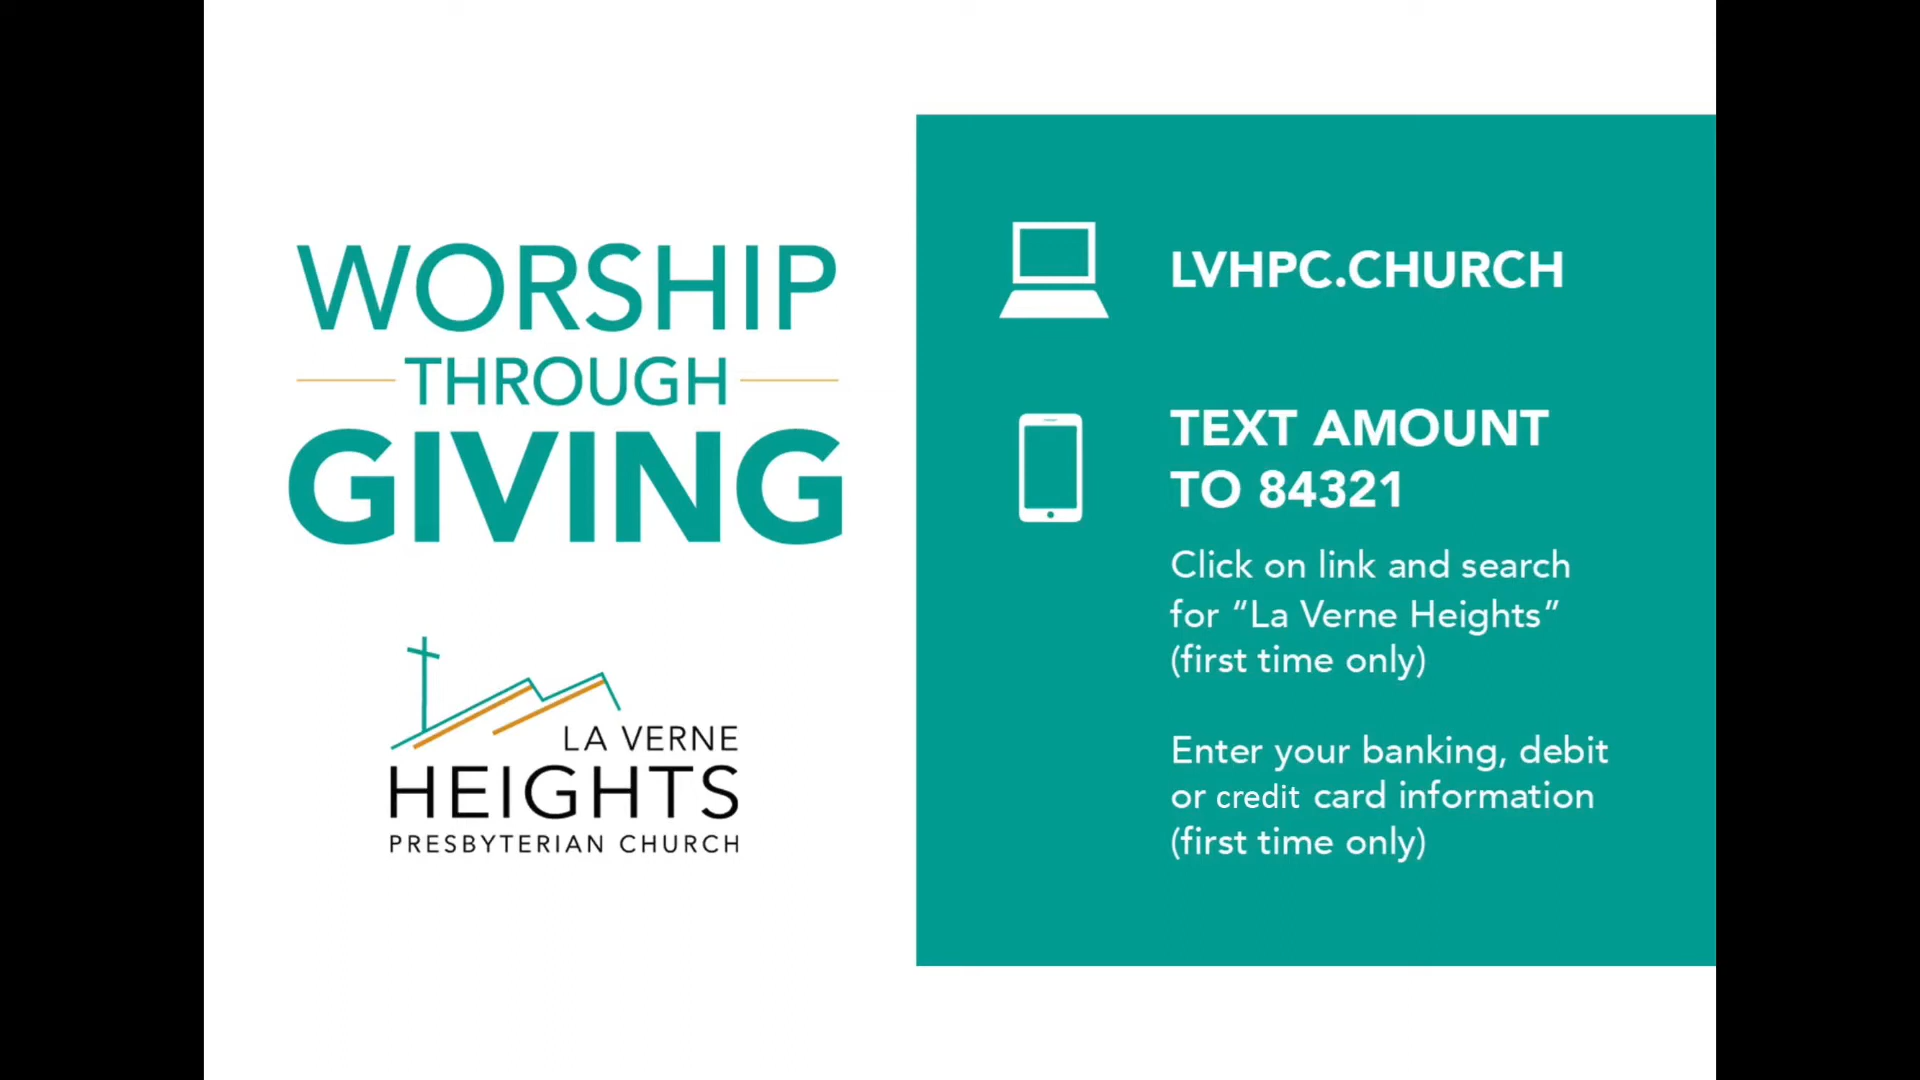 WORSHIP
THROUGH
GIVING
LA VERNE
HEIGHTS
PRESBYTERIAN CHURCH
LVHPC.CHURCH
TEXT AMOUNT
TO 84321
Click on link and search
for “La Verne Heights”
(first time only)
Enter your banking, debit
or credit card information
(first time only)